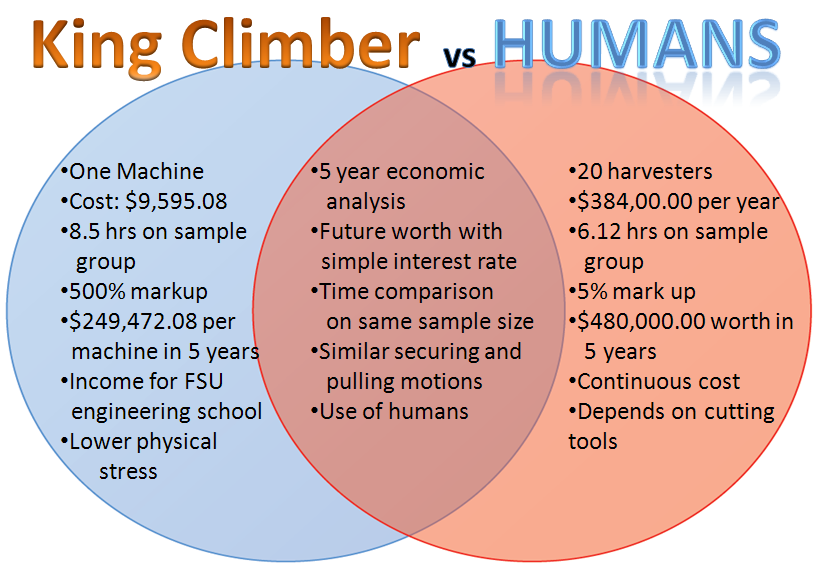 King Climber vs HUMANS
•One Machine
•Cost: $9,595.08
•8.5 hrs on sample
group
•500% markup
•$249,472.08 per
machine in 5 years
•Income for FSU
engineering school
•Lower physical
stress
•5 year economic
analysis
•Future worth with
simple interest rate
•Time comparison
on same sample size
•Similar securing and
pulling motions
•Use of humans
•20 harvesters
•$384,00.00 per year
•6.12 hrs on sample
group
•5% mark up
•$480,000.00 worth in
5 years
•Continuous cost
•Depends on cutting
tools